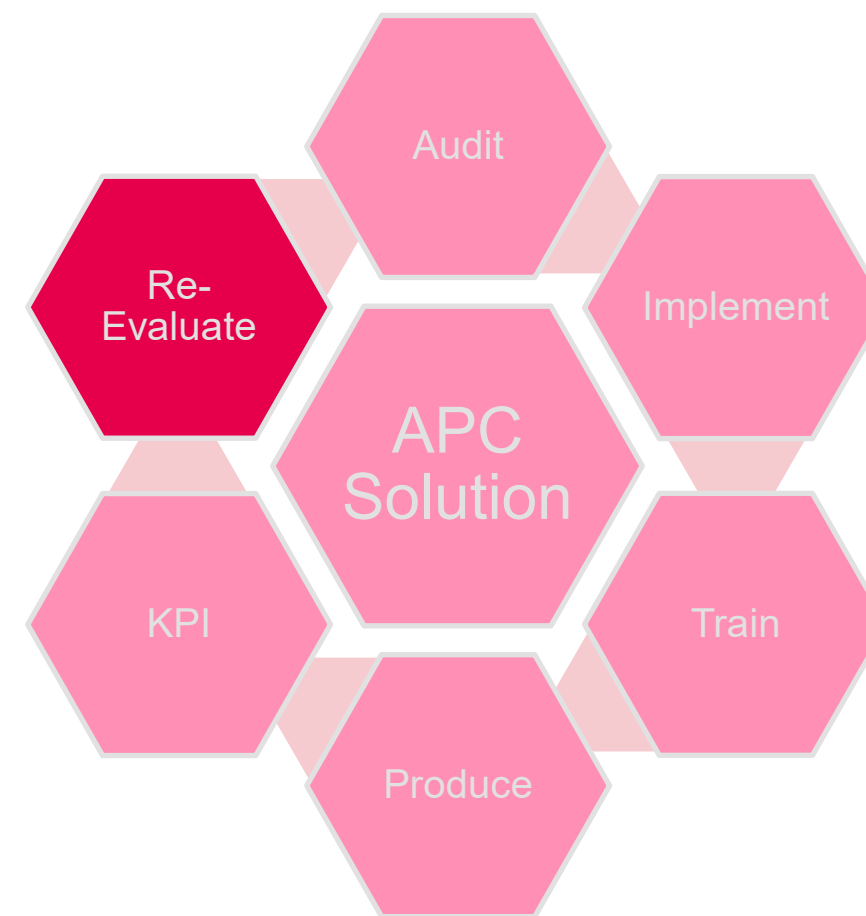 Audit
Implement
Train
Produce
KPI
Re-
Evaluate
APC
Solution